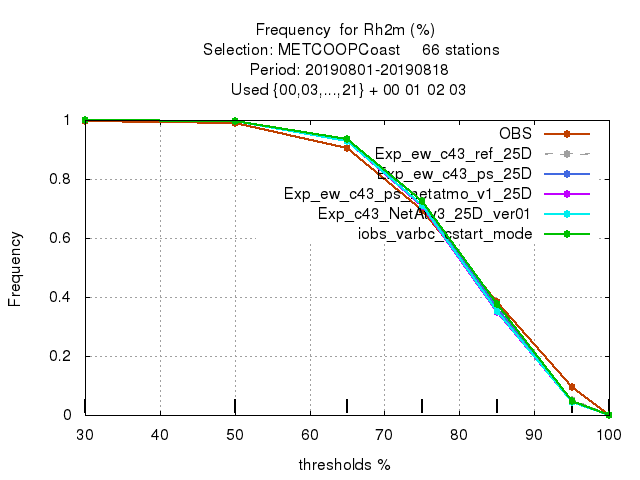 Frequency for Rh2m (%)
Selection: METCOOPCoast 66 stations
Period: 20190801-20190818
Used {00,03,...,21} + 00 01 02 03
1
0.8
0.6
0.4
0.2
0
Frequency
OBS
Exp_ew_c43_ref_25D
Exp_ew_c43_ps_25D
Exp_ew_c43_ps_netatmo_v1_25D
Exp_c43_NetAtv3_25D_ver01
iobs_varbc_cstart_mode
30 40 50 60 70 80 90 100
thresholds %